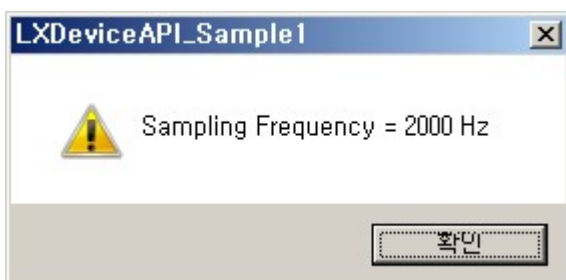 LXDeviceAPI_Sample1
Sampling Frequency = 2000 Hz
확인